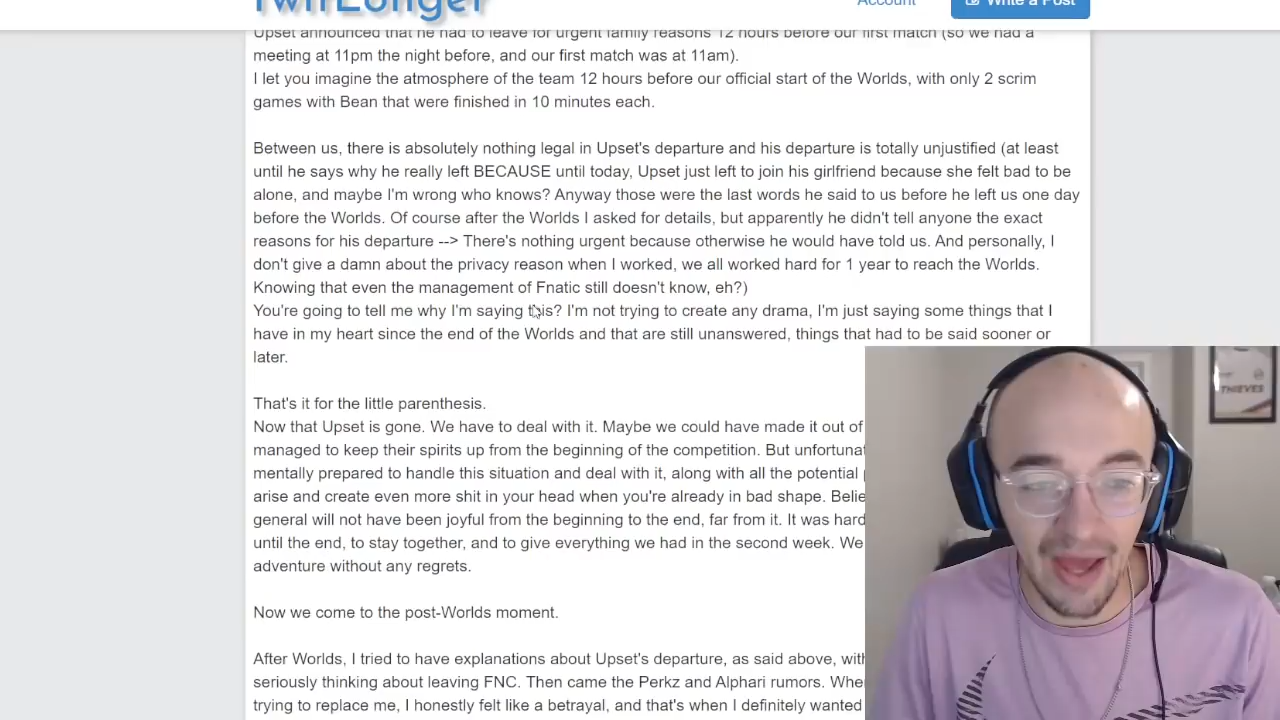 TwitLonger
Account
Write a Post
Upset announced that he had to leave for urgent family reasons 12 hours before our first match (so we had a
meeting at 11pm the night before, and our first match was at 11am).
I let you imagine the atmosphere of the team 12 hours before our official start of the Worlds, with only 2 scrim
games with Bean that were finished in 10 minutes each.
Between us, there is absolutely nothing legal in Upset's departure and his departure is totally unjustified (at least
until he says why he really left BECAUSE until today, Upset just left to join his girlfriend because she felt bad to be
alone, and maybe I'm wrong who knows? Anyway those were the last words he said to us before he left us one day
before the Worlds. Of course after the Worlds I asked for details, but apparently he didn't tell anyone the exact
reasons for his departure --> There's nothing urgent because otherwise he would have told us. And personally, I
don't give a damn about the privacy reason when I worked, we all worked hard for 1 year to reach the Worlds.
Knowing that even the management of Fnatic still doesn't know, eh?)
You're going to tell me why I'm saying this? I'm not trying to create any drama, I'm just saying some things that I
have in my heart since the end of the Worlds and that are still unanswered, things that had to be said sooner or
later.
That's it for the little parenthesis.
Now that Upset is gone. We have to deal with it. Maybe we could have made it out of
managed to keep their spirits up from the beginning of the competition. But unfortunat
mentally prepared to handle this situation and deal with it, along with all the potential
arise and create even more shit in your head when you're already in bad shape. Belie
general will not have been joyful from the beginning to the end, far from it. It was hard
until the end, to stay together, and to give everything we had in the second week. We
adventure without any regrets.
Now we come to the post-Worlds moment.
After Worlds, I tried to have explanations about Upset's departure, as said above, with
seriously thinking about leaving FNC. Then came the Perkz and Alphari rumors. Whe
trying to replace me, I honestly felt like a betrayal, and that's when I definitely wanted
THIEVES